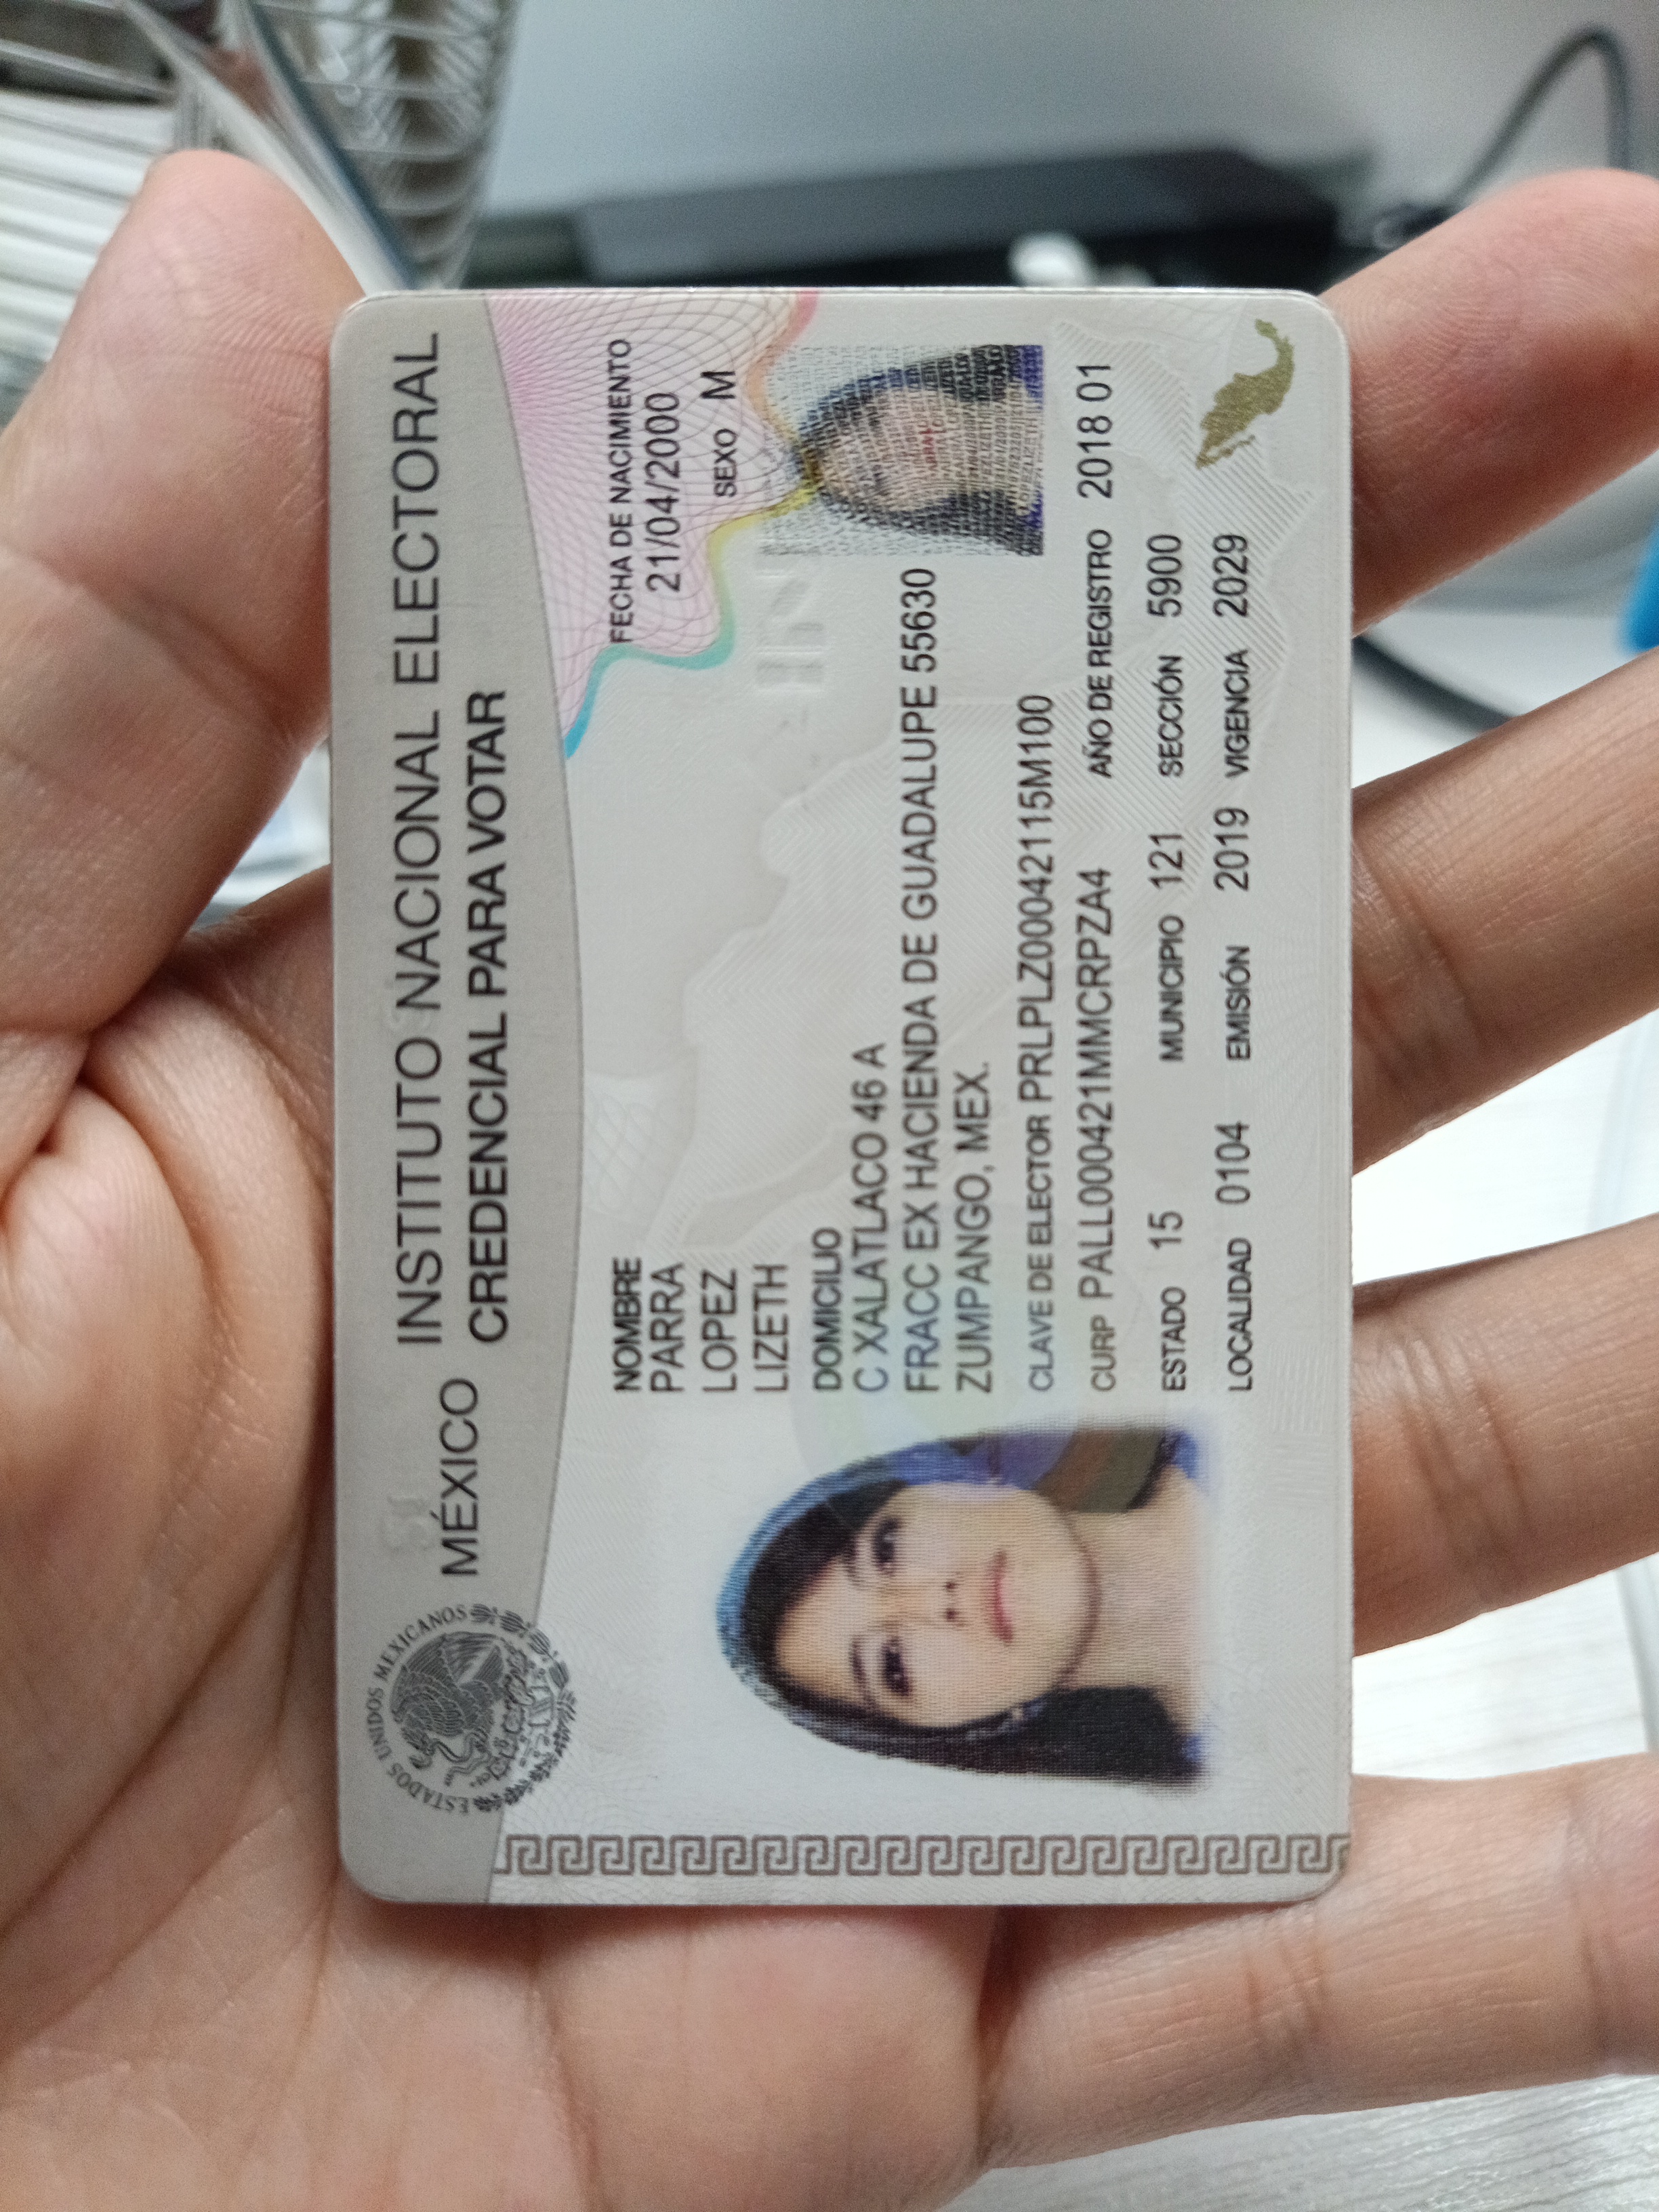 ESTADOS UNIDOS MEXICANOS
MÉXICO INSTITUTO NACIONAL ELECTORAL
CREDENCIAL PARA VOTAR
NOMBRE
PARRA
LOPEZ
LIZETH
FECHA DE NACIMIENTO
21/04/2000
SEXO M
DOMICILIO
C XALATLACO 46 A
FRACC EX HACIENDA DE GUADALUPE 55630
ZUMPANGO, MEX.
CLAVE DE ELECTOR PRLPLZ00042115M100
CURP PALL000421MMCRPZA4 AÑO DE REGISTRO 2018 01
ESTADO 15 MUNICIPIO 121 SECCIÓN 5900
LOCALIDAD 0104 EMISIÓN 2019 VIGENCIA 2029